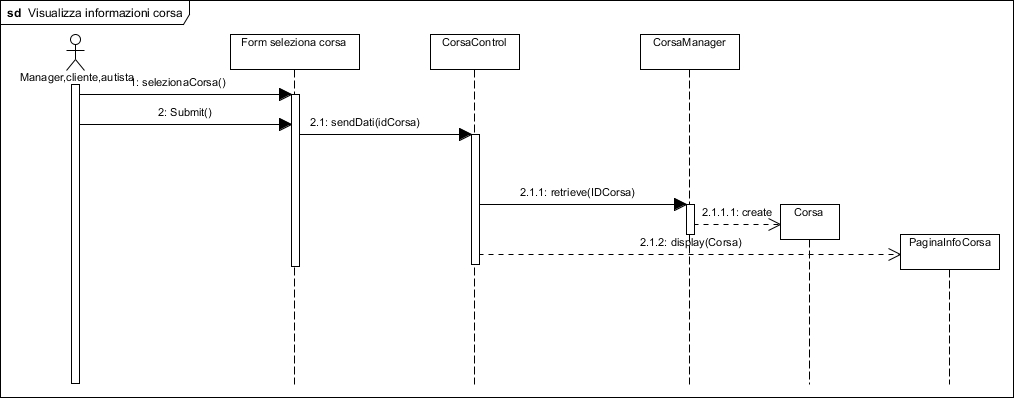 sd Visualizza informazioni corsa
Form seleziona corsa
CorsaControl
CorsaManager
Manager,cliente,autista
1: selezionaCorsa()
2: Submit()
2.1: sendDati(idCorsa)
2.1.1: retrieve(IDCorsa)
2.1.1.1: create
Corsa
2.1.2: display(Corsa)
PaginaInfoCorsa